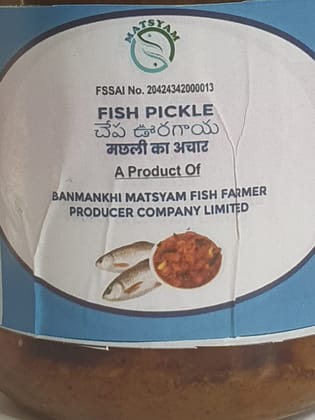 MATSYAM
FSSAI No. 20424342000013
FISH PICKLE
చేప ఊరగాయ
मछली का अचार
A Product Of
BANMANKHI MATSYAM FISH FARMER
PRODUCER COMPANY LIMITED